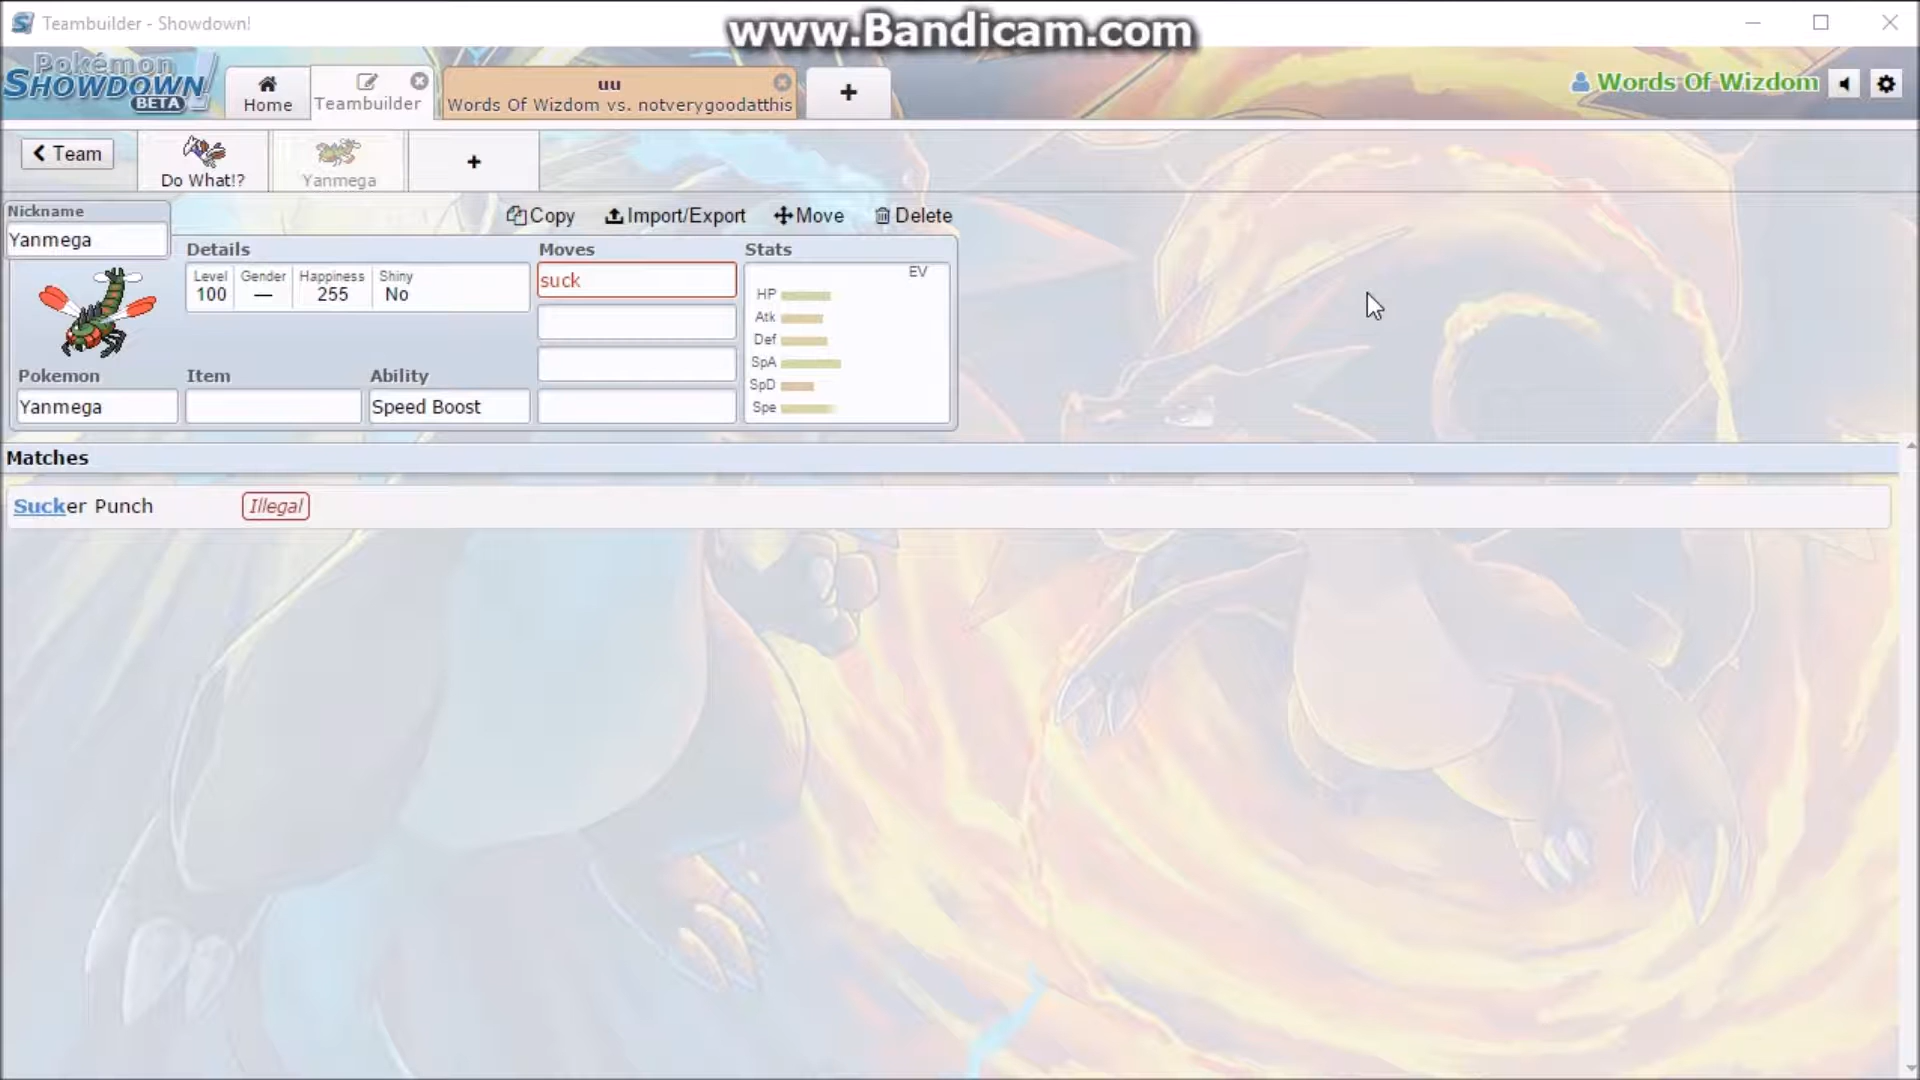 Teambuilder - Showdown!
www.Bandicam.com
Pokémon
SHOWDOWN!
BETA
Home
Teambuilder
uu
Words Of Wizdom vs. notverygoodatthis
+
Words Of Wizdom
Team
Do What!?
Yanmega
+
Nickname
Yanmega
Copy
Import/Export
Move
Delete
Details
Moves
Stats
Level
Gender
Happiness
Shiny
100
—
255
No
suck
EV
HP
Atk
Def
SpA
SpD
Spe
Pokemon
Item
Ability
Yanmega
Speed Boost
Matches
Sucker Punch
Illegal